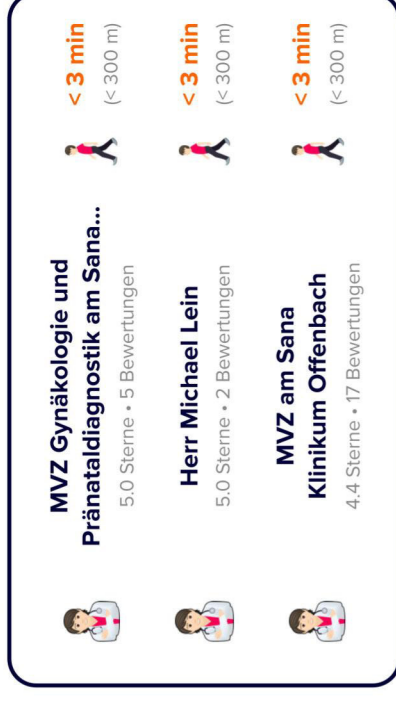 MVZ Gynäkologie und
Pränataldiagnostik am Sana...
5.0 Sterne • 5 Bewertungen
< 3 min
(< 300 m)
Herr Michael Lein
5.0 Sterne • 2 Bewertungen
< 3 min
(< 300 m)
MVZ am Sana
Klinikum Offenbach
4.4 Sterne • 17 Bewertungen
< 3 min
(< 300 m)